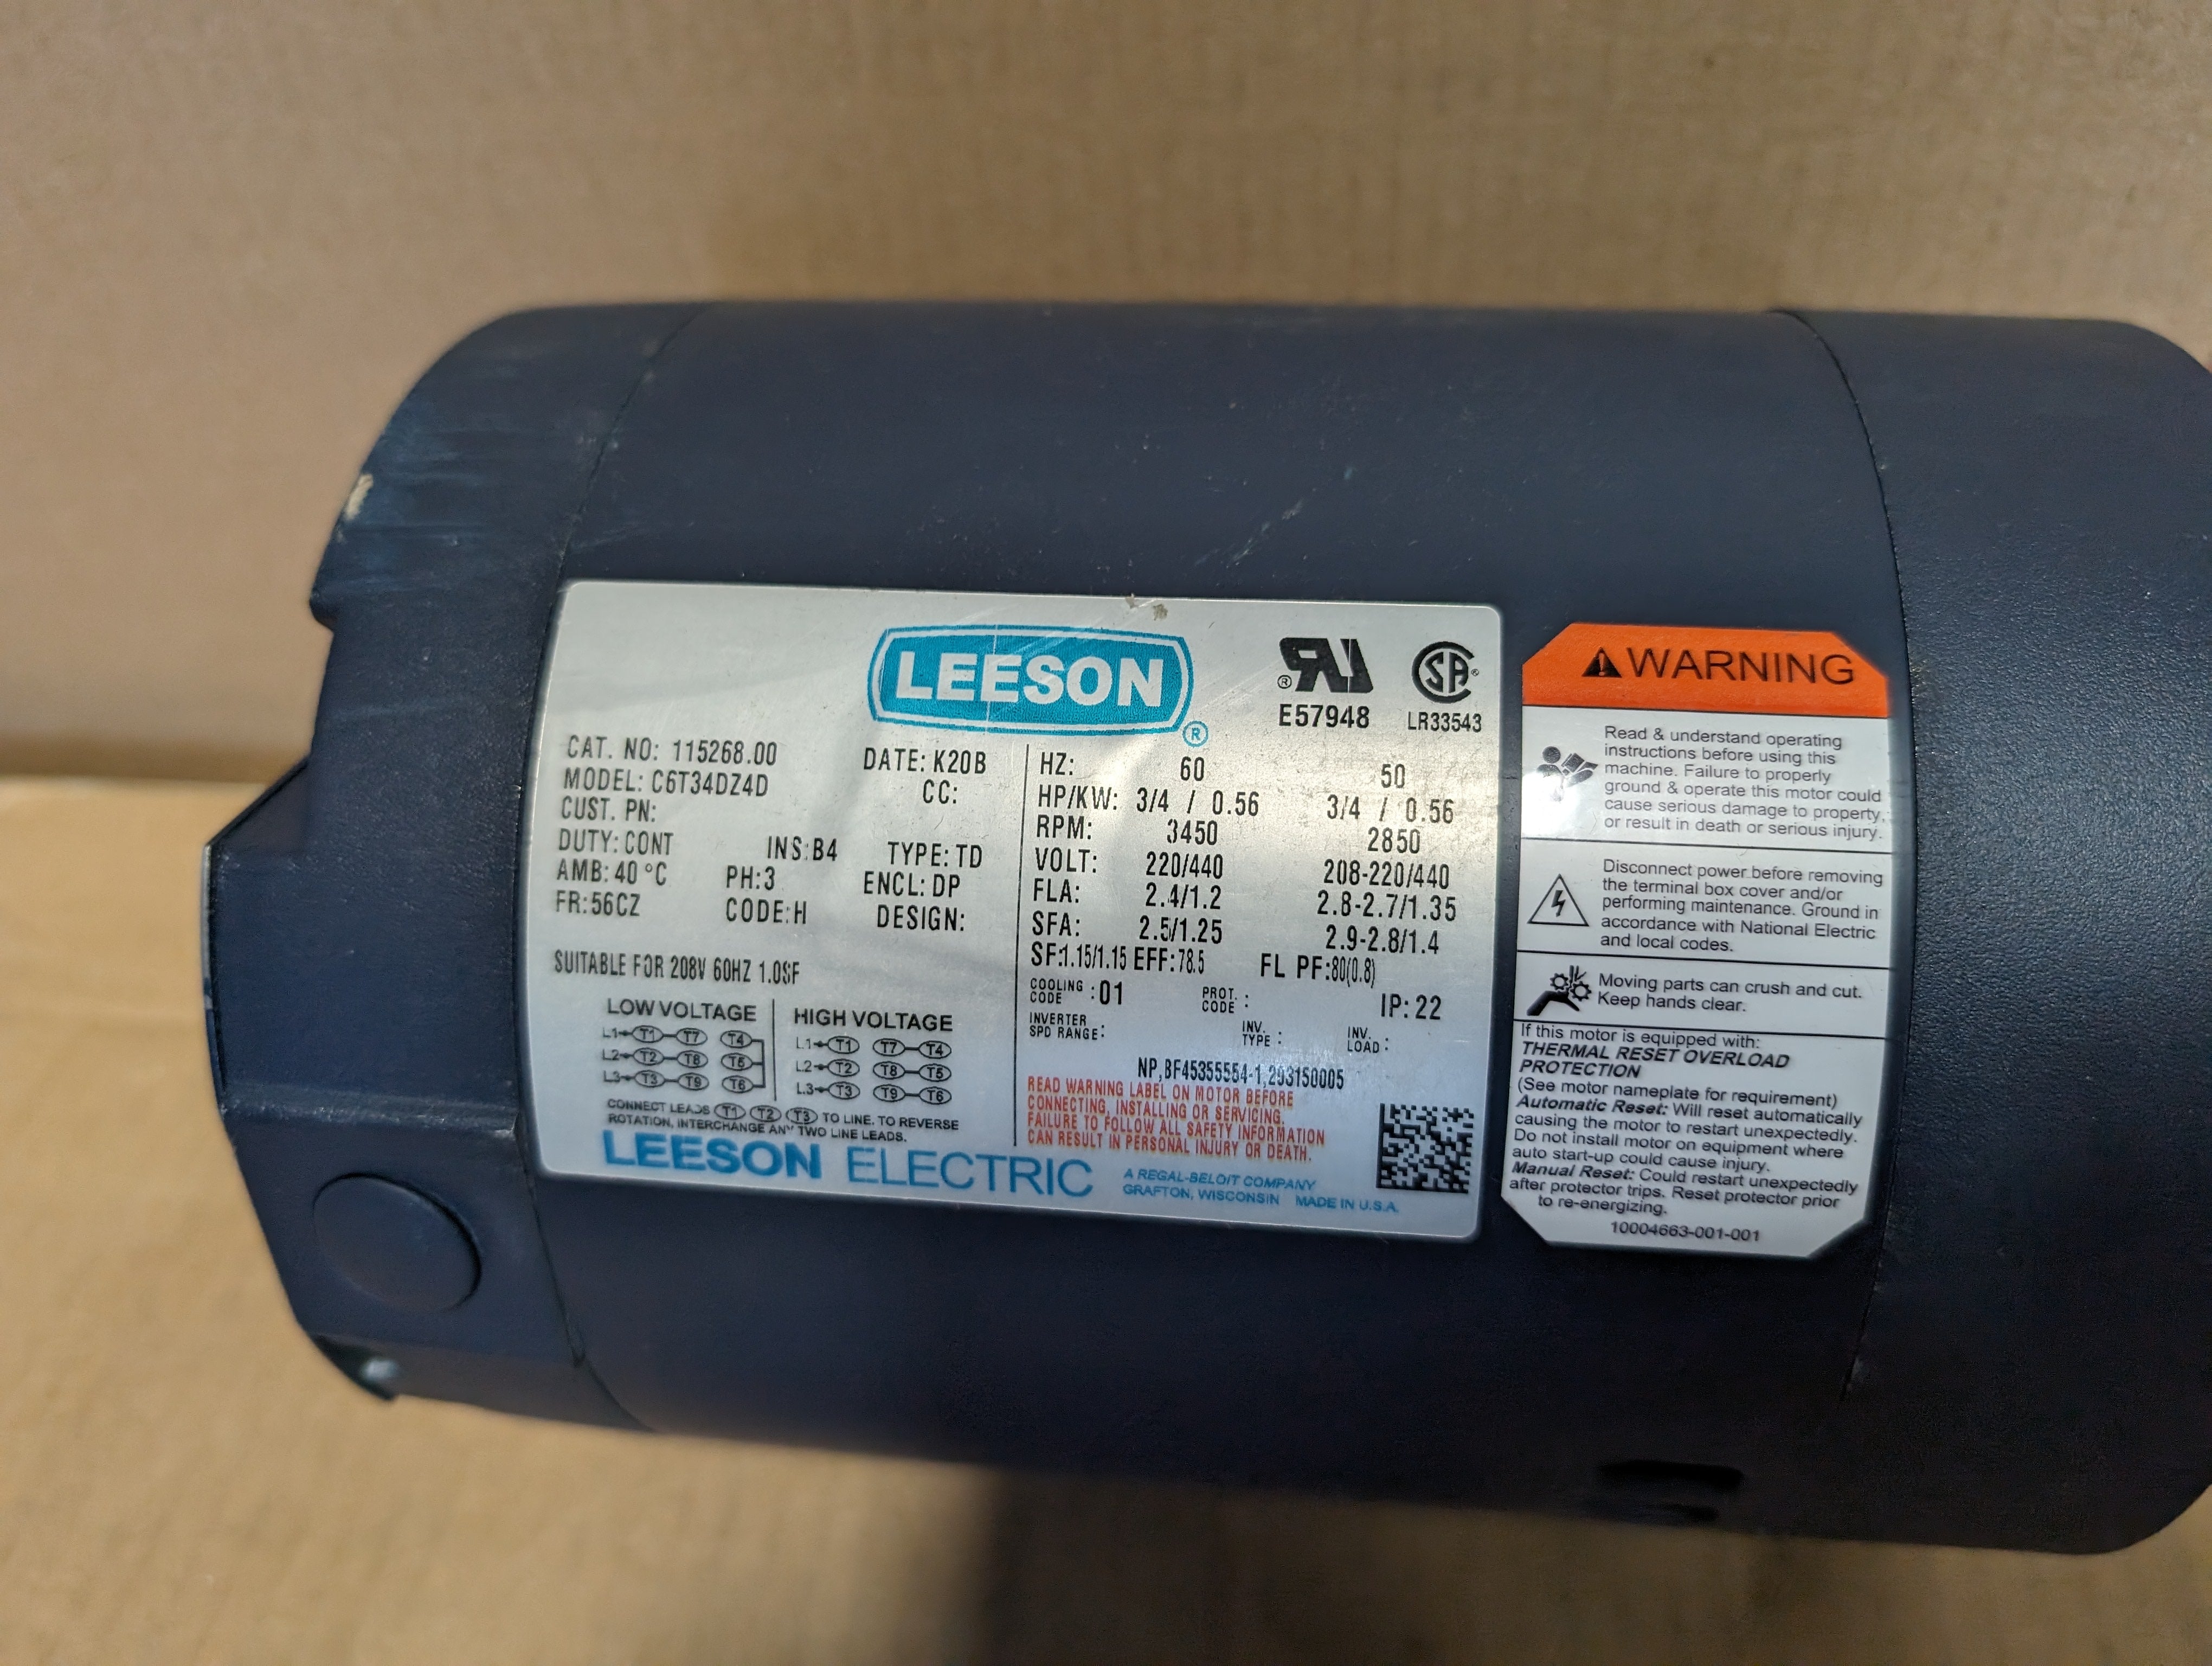 LEESON
®
E57948
LR33543
CAT. NO: 115268.00
DATE: K20B
MODEL: C6T34DZ4D
CC:
CUST. PN:
DUTY: CONT INS: B4 TYPE: TD
AMB: 40 °C PH: 3 ENCL: DP
FR: 56CZ CODE: H DESIGN:
SUITABLE FOR 208V 60HZ 1.0SF
LOW VOLTAGE
L1 T1 T7 T4
L2 T2 T8 T5
L3 T3 T9 T6
HIGH VOLTAGE
L1 T1 T7 T4
L2 T2 T8 T5
L3 T3 T9 T6
CONNECT LEADS T1 T2 T3 TO LINE. TO REVERSE
ROTATION, INTERCHANGE ANY TWO LINE LEADS.
HZ: 60 50
HP/KW: 3/4 / 0.56 3/4 / 0.56
RPM: 3450 2850
VOLT: 220/440 208-220/440
FLA: 2.4/1.2 2.8-2.7/1.35
SFA: 2.5/1.25 2.9-2.8/1.4
SF:1.15/1.15 EFF:78.5 FL PF:80(0.8)
COOLING CODE : 01 PROT. CODE : IP: 22
INVERTER SPD RANGE: INV. TYPE : INV. LOAD :
NP,BF45355554-1,293150005
READ WARNING LABEL ON MOTOR BEFORE
CONNECTING, INSTALLING OR SERVICING.
FAILURE TO FOLLOW ALL SAFETY INFORMATION
CAN RESULT IN PERSONAL INJURY OR DEATH.
LEESON ELECTRIC
A REGAL-BELOIT COMPANY
GRAFTON, WISCONSIN MADE IN U.S.A.
WARNING
Read & understand operating
instructions before using this
machine. Failure to properly
ground & operate this motor could
cause serious damage to property,
or result in death or serious injury.
Disconnect power before removing
the terminal box cover and/or
performing maintenance. Ground in
accordance with National Electric
and local codes.
Moving parts can crush and cut.
Keep hands clear.
If this motor is equipped with:
THERMAL RESET OVERLOAD
PROTECTION
(See motor nameplate for requirement)
Automatic Reset: Will reset automatically
causing the motor to restart unexpectedly.
Do not install motor on equipment where
auto start-up could cause injury.
Manual Reset: Could restart unexpectedly
after protector trips. Reset protector prior
to re-energizing.
10004663-001-001